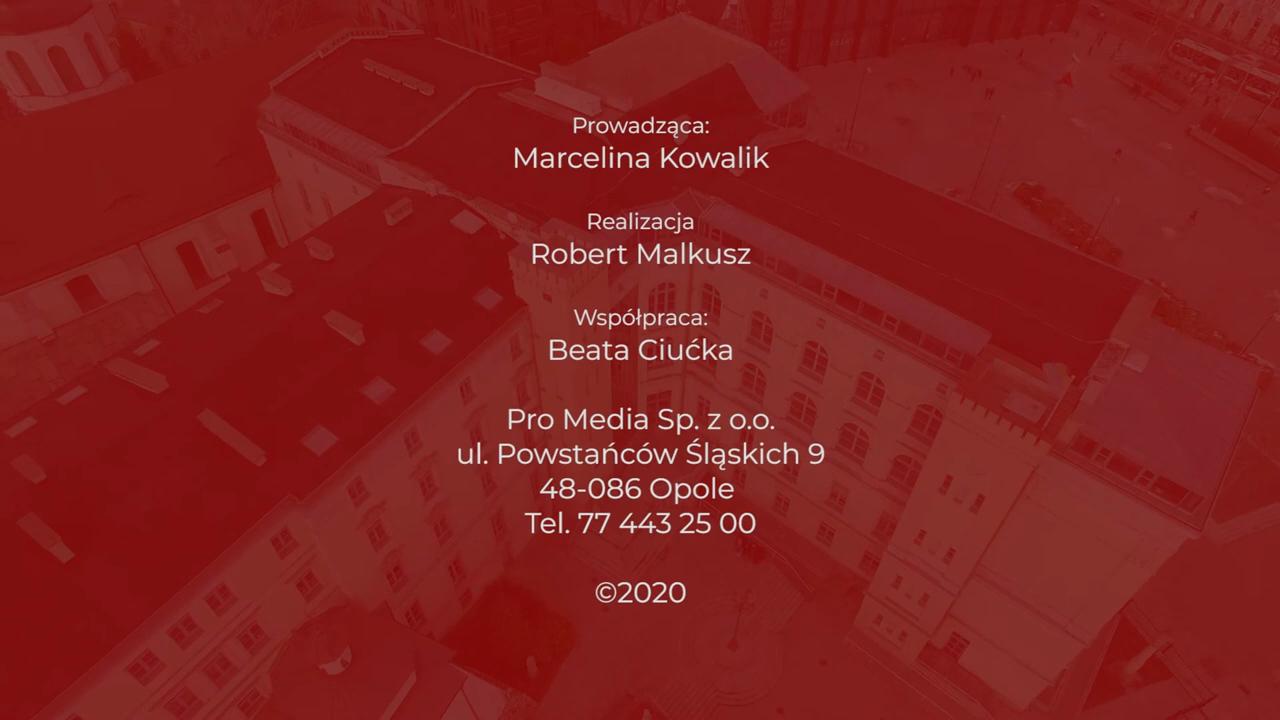 Prowadząca:
Marcelina Kowalik
Realizacja
Robert Malkusz
Współpraca:
Beata Ciućka
Pro Media Sp. z o.o.
ul. Powstańców Śląskich 9
48-086 Opole
Tel. 77 443 25 00
©2020